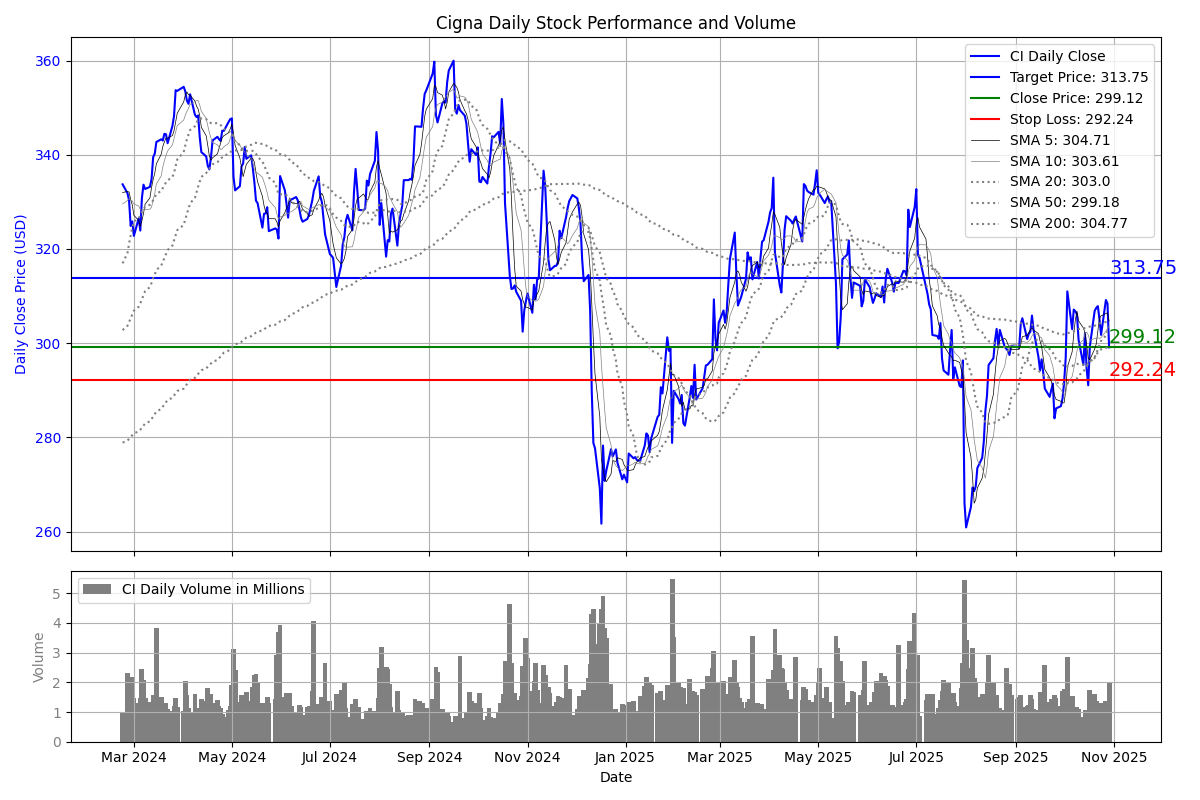 Cigna Daily Stock Performance and Volume
Daily Close Price (USD)
360
340
320
300
280
260
CI Daily Close
Target Price: 313.75
Close Price: 299.12
Stop Loss: 292.24
SMA 5: 304.71
SMA 10: 303.61
SMA 20: 303.0
SMA 50: 299.18
SMA 200: 304.77
313.75
299.12
292.24
CI Daily Volume in Millions
Volume
5
4
3
2
1
0
Mar 2024 May 2024 Jul 2024 Sep 2024 Nov 2024 Jan 2025 Mar 2025 May 2025 Jul 2025 Sep 2025 Nov 2025
Date